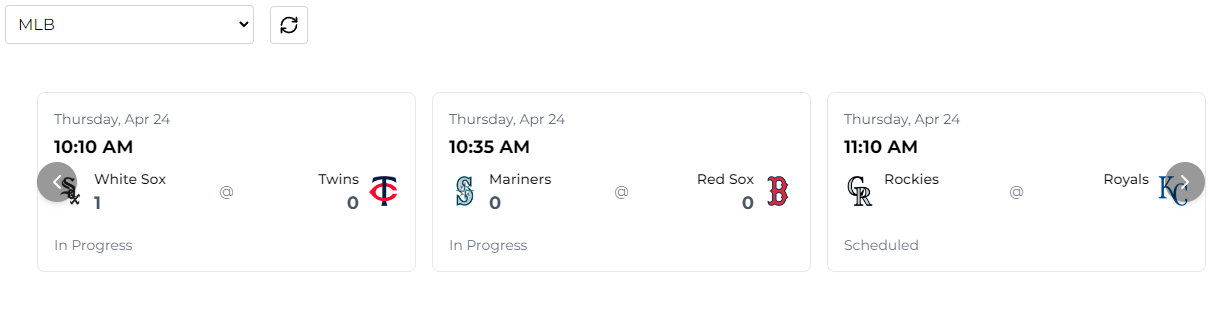 MLB
Thursday, Apr 24
10:10 AM
White Sox
1
@
Twins
0
In Progress
Thursday, Apr 24
10:35 AM
Mariners
0
@
Red Sox
0
In Progress
Thursday, Apr 24
11:10 AM
Rockies
@
Royals
Scheduled